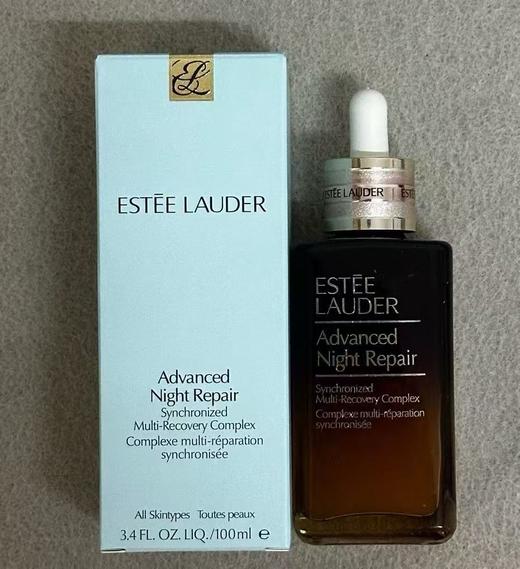 EL
ESTĒE LAUDER
Advanced
Night Repair
Synchronized
Multi-Recovery Complex
Complexe multi-réparation
synchronisée
All Skintypes Toutes peaux
3.4 FL. OZ. LIQ./100ml e
ESTĒE LAUDER
ESTĒE
LAUDER
Advanced
Night Repair
Synchronized
Multi-Recovery Complex
Complexe multi-réparation
synchronisée